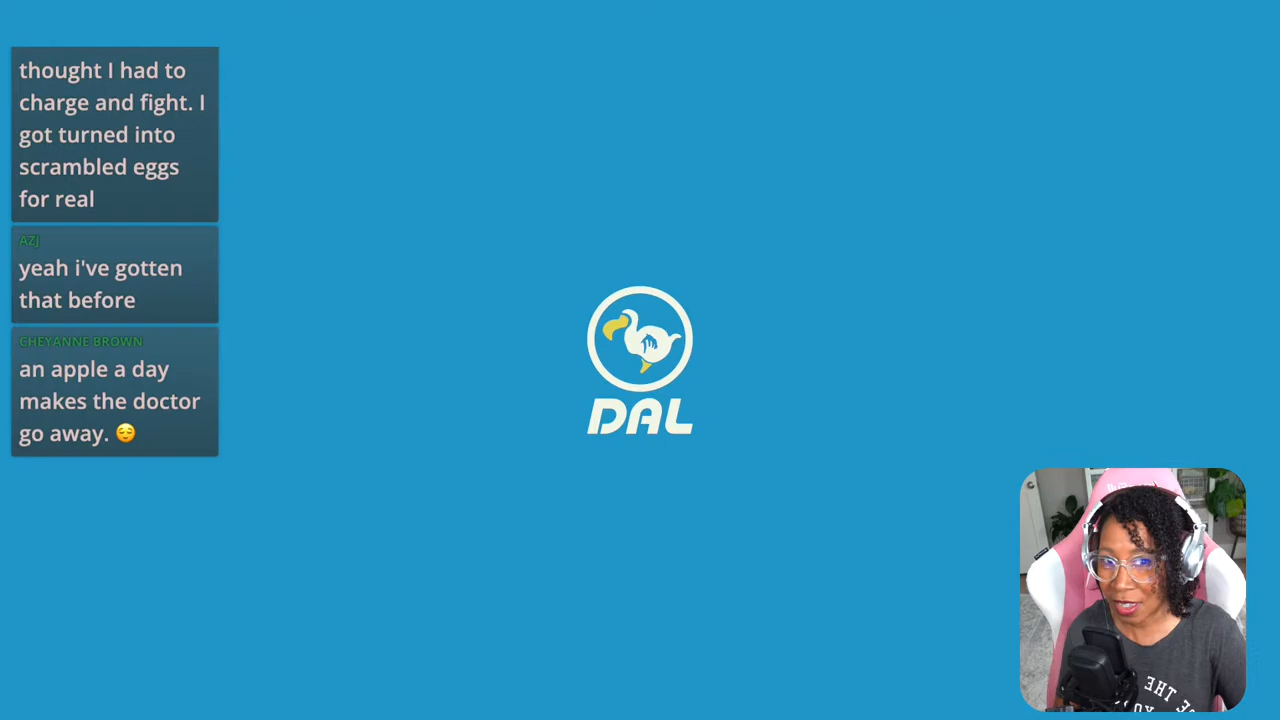 thought I had to
charge and fight. I
got turned into
scrambled eggs
for real
AZJ
yeah i've gotten
that before
CHEYANNE BROWN
an apple a day
makes the doctor
go away. 😌
DAL
THE